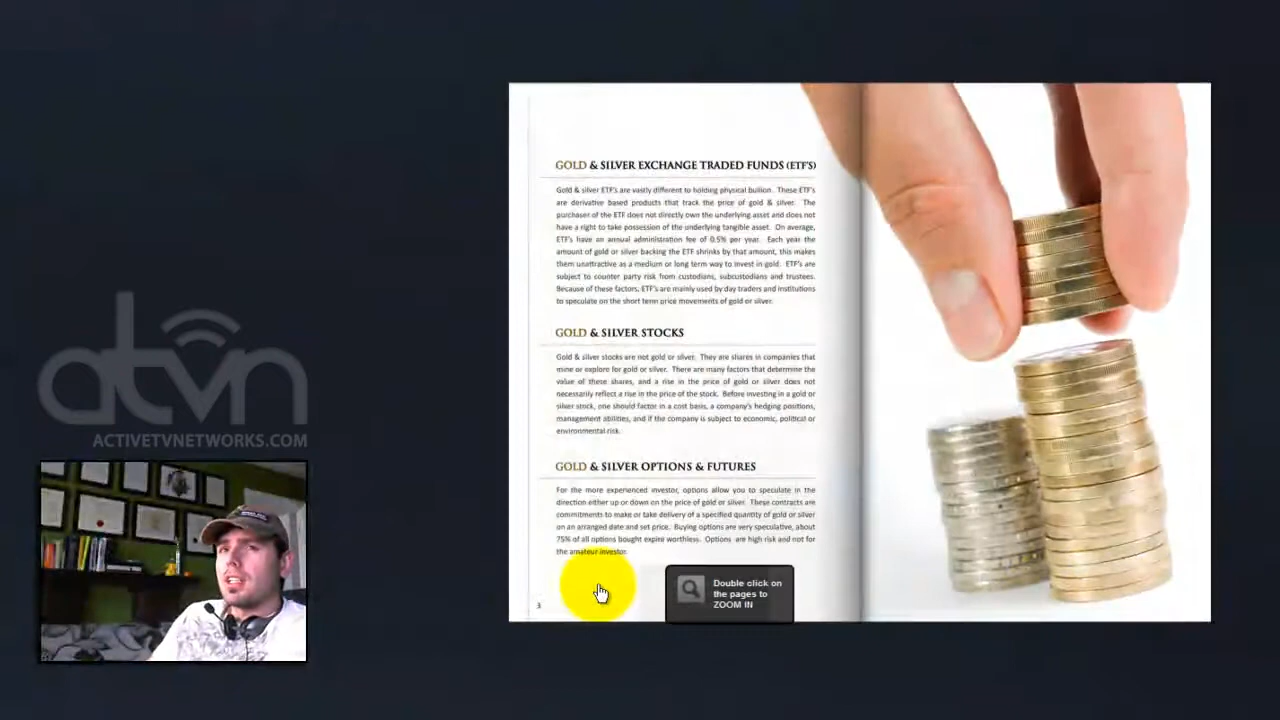 GOLD & SILVER EXCHANGE TRADED FUNDS (ETF'S)
Gold & silver ETF's are vastly different to holding physical bullion. These ETF's
are derivative based products that track the price of gold & silver. The
purchaser of the ETF does not directly own the underlying asset and does not
have a right to take possession of the underlying tangible asset. On average,
ETF's have an annual administration fee of 0.5% per year. Each year the
amount of gold or silver backing the ETF shrinks by that amount, this makes
them unattractive as a medium or long term way to invest in gold. ETF's are
subject to counter party risk from custodians, subcustodians and trustees.
Because of these factors, ETF's are mainly used by day traders and institutions
to speculate on the short term price movements of gold or silver.
GOLD & SILVER STOCKS
Gold & silver stocks are not gold or silver. They are shares in companies that
mine or explore for gold or silver. There are many factors that determine the
value of these shares, and a rise in the price of gold or silver does not
necessarily reflect a rise in the price of the stock. Before investing in a gold or
silver stock, one should factor in a cost basis, a company's hedging positions,
management abilities, and if the company is subject to economic, political or
environmental risk.
GOLD & SILVER OPTIONS & FUTURES
For the more experienced investor, options allow you to speculate in the
direction either up or down on the price of gold or silver. These contracts are
commitments to make or take delivery of a specified quantity of gold or silver
on an arranged date and set price. Buying options are very speculative, about
75% of all options bought expire worthless. Options are high risk and not for
the amateur investor.
3
Double click on
the pages to
ZOOM IN
atvn
ACTIVETVNETWORKS.COM